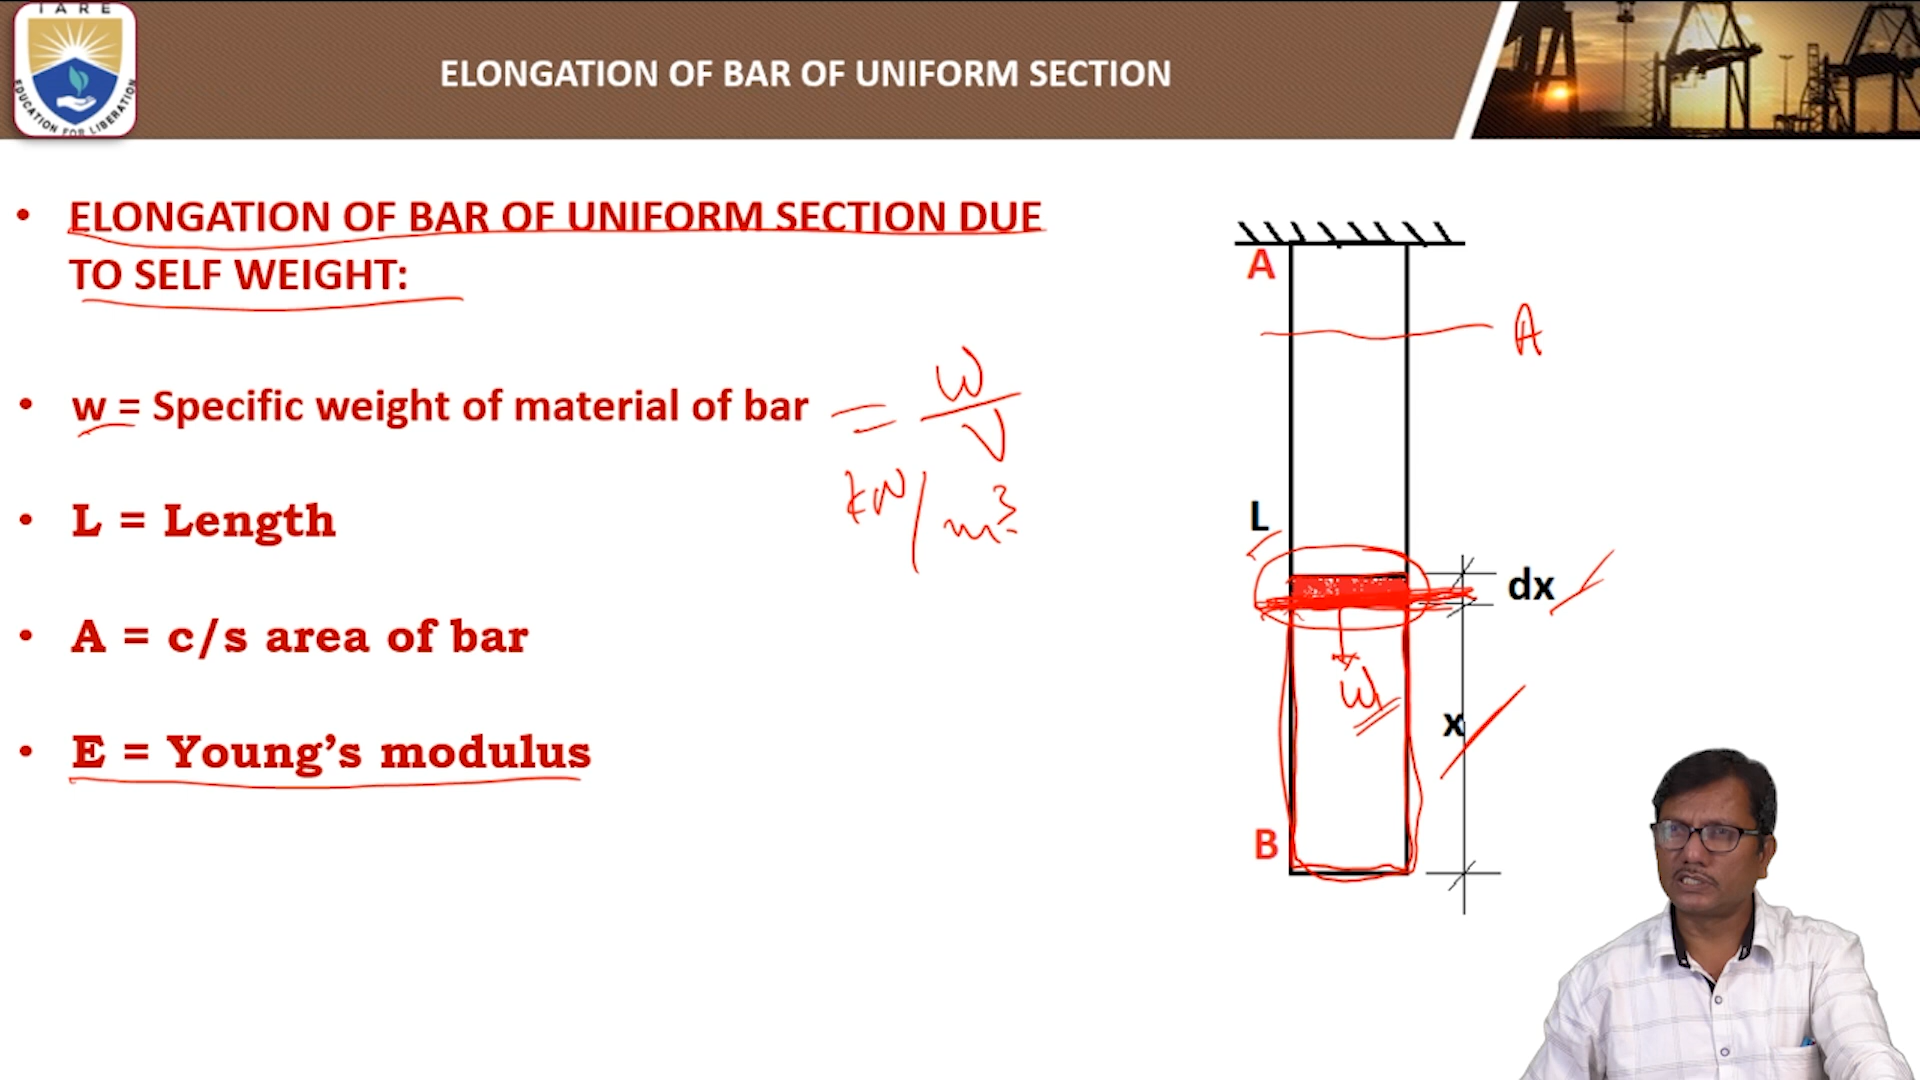 IARE
EDUCATION FOR LIBERATION
ELONGATION OF BAR OF UNIFORM SECTION
• ELONGATION OF BAR OF UNIFORM SECTION DUE
TO SELF WEIGHT:
• w = Specific weight of material of bar = W/V
kN/m³
• L = Length
• A = c/s area of bar
• E = Young's modulus
A
A
L
dx
W₁
x
B